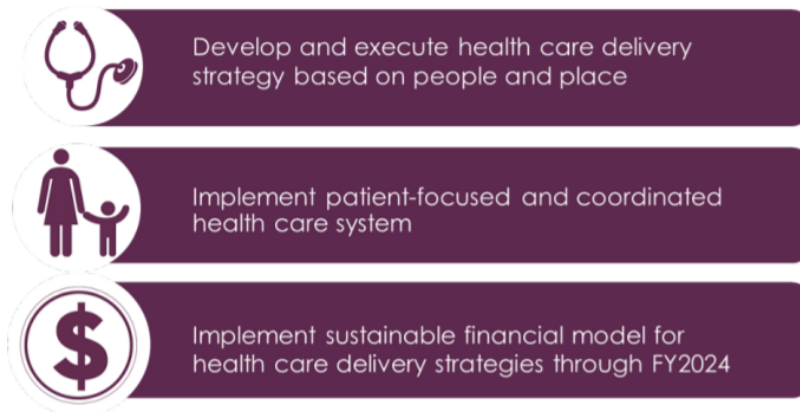 Develop and execute health care delivery
strategy based on people and place
Implement patient-focused and coordinated
health care system
$
Implement sustainable financial model for
health care delivery strategies through FY2024